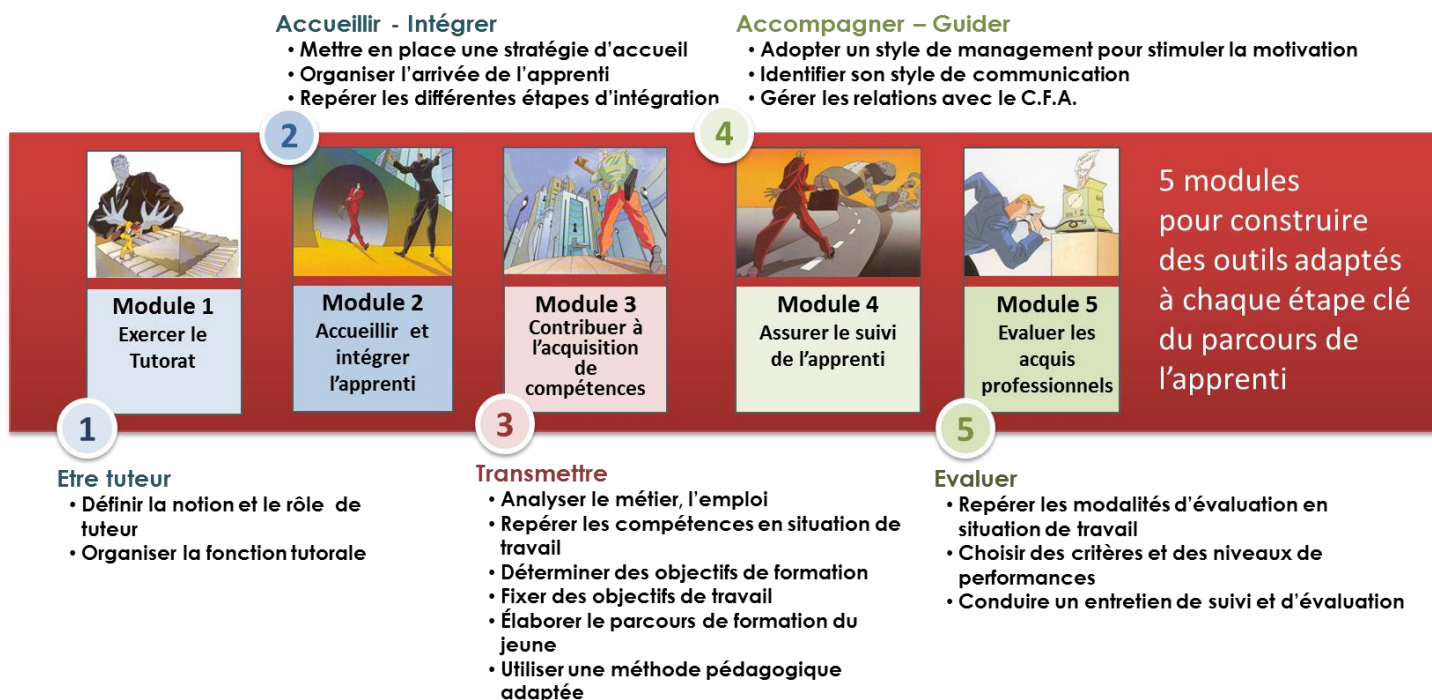 Accueillir - Intégrer
• Mettre en place une stratégie d'accueil
• Organiser l'arrivée de l'apprenti
• Repérer les différentes étapes d'intégration
Accompagner – Guider
• Adopter un style de management pour stimuler la motivation
• Identifier son style de communication
• Gérer les relations avec le C.F.A.
2
4
Module 1
Exercer le
Tutorat
Module 2
Accueillir et
intégrer
l'apprenti
Module 3
Contribuer à
l'acquisition
de
compétences
Module 4
Assurer le suivi
de l'apprenti
Module 5
Evaluer les
acquis
professionnels
5 modules
pour construire
des outils adaptés
à chaque étape clé
du parcours de
l'apprenti
1
3
5
Etre tuteur
• Définir la notion et le rôle de
tuteur
• Organiser la fonction tutorale
Transmettre
• Analyser le métier, l'emploi
• Repérer les compétences en situation de
travail
• Déterminer des objectifs de formation
• Fixer des objectifs de travail
• Élaborer le parcours de formation du
jeune
• Utiliser une méthode pédagogique
adaptée
Evaluer
• Repérer les modalités d'évaluation en
situation de travail
• Choisir des critères et des niveaux de
performances
• Conduire un entretien de suivi et d'évaluation